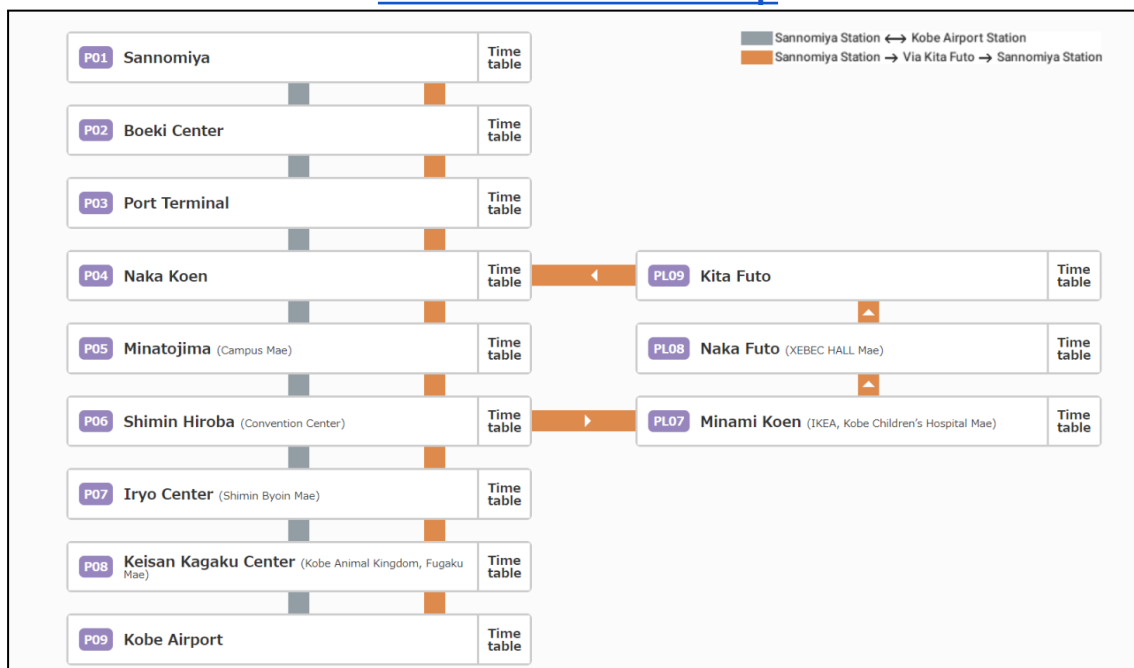 Sannomiya Station ↔ Kobe Airport Station
Sannomiya Station → Via Kita Futo → Sannomiya Station
P01 Sannomiya Time table
P02 Boeki Center Time table
P03 Port Terminal Time table
P04 Naka Koen Time table
PL09 Kita Futo Time table
P05 Minatojima (Campus Mae) Time table
PL08 Naka Futo (XEBEC HALL Mae) Time table
P06 Shimin Hiroba (Convention Center) Time table
PL07 Minami Koen (IKEA, Kobe Children's Hospital Mae) Time table
P07 Iryo Center (Shimin Byoin Mae) Time table
P08 Keisan Kagaku Center (Kobe Animal Kingdom, Fugaku
Mae) Time table
P09 Kobe Airport Time table